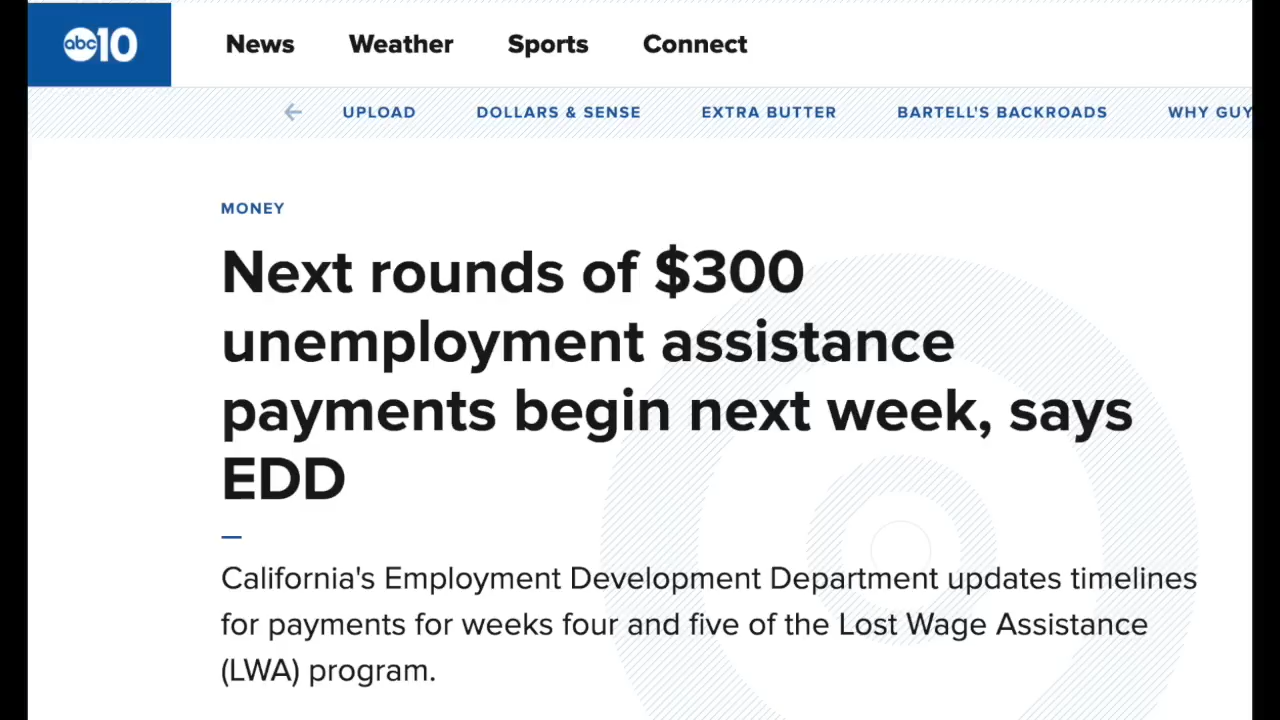 abc10 News Weather Sports Connect
← UPLOAD DOLLARS & SENSE EXTRA BUTTER BARTELL'S BACKROADS WHY GUY
MONEY
Next rounds of $300
unemployment assistance
payments begin next week, says
EDD
California's Employment Development Department updates timelines
for payments for weeks four and five of the Lost Wage Assistance
(LWA) program.